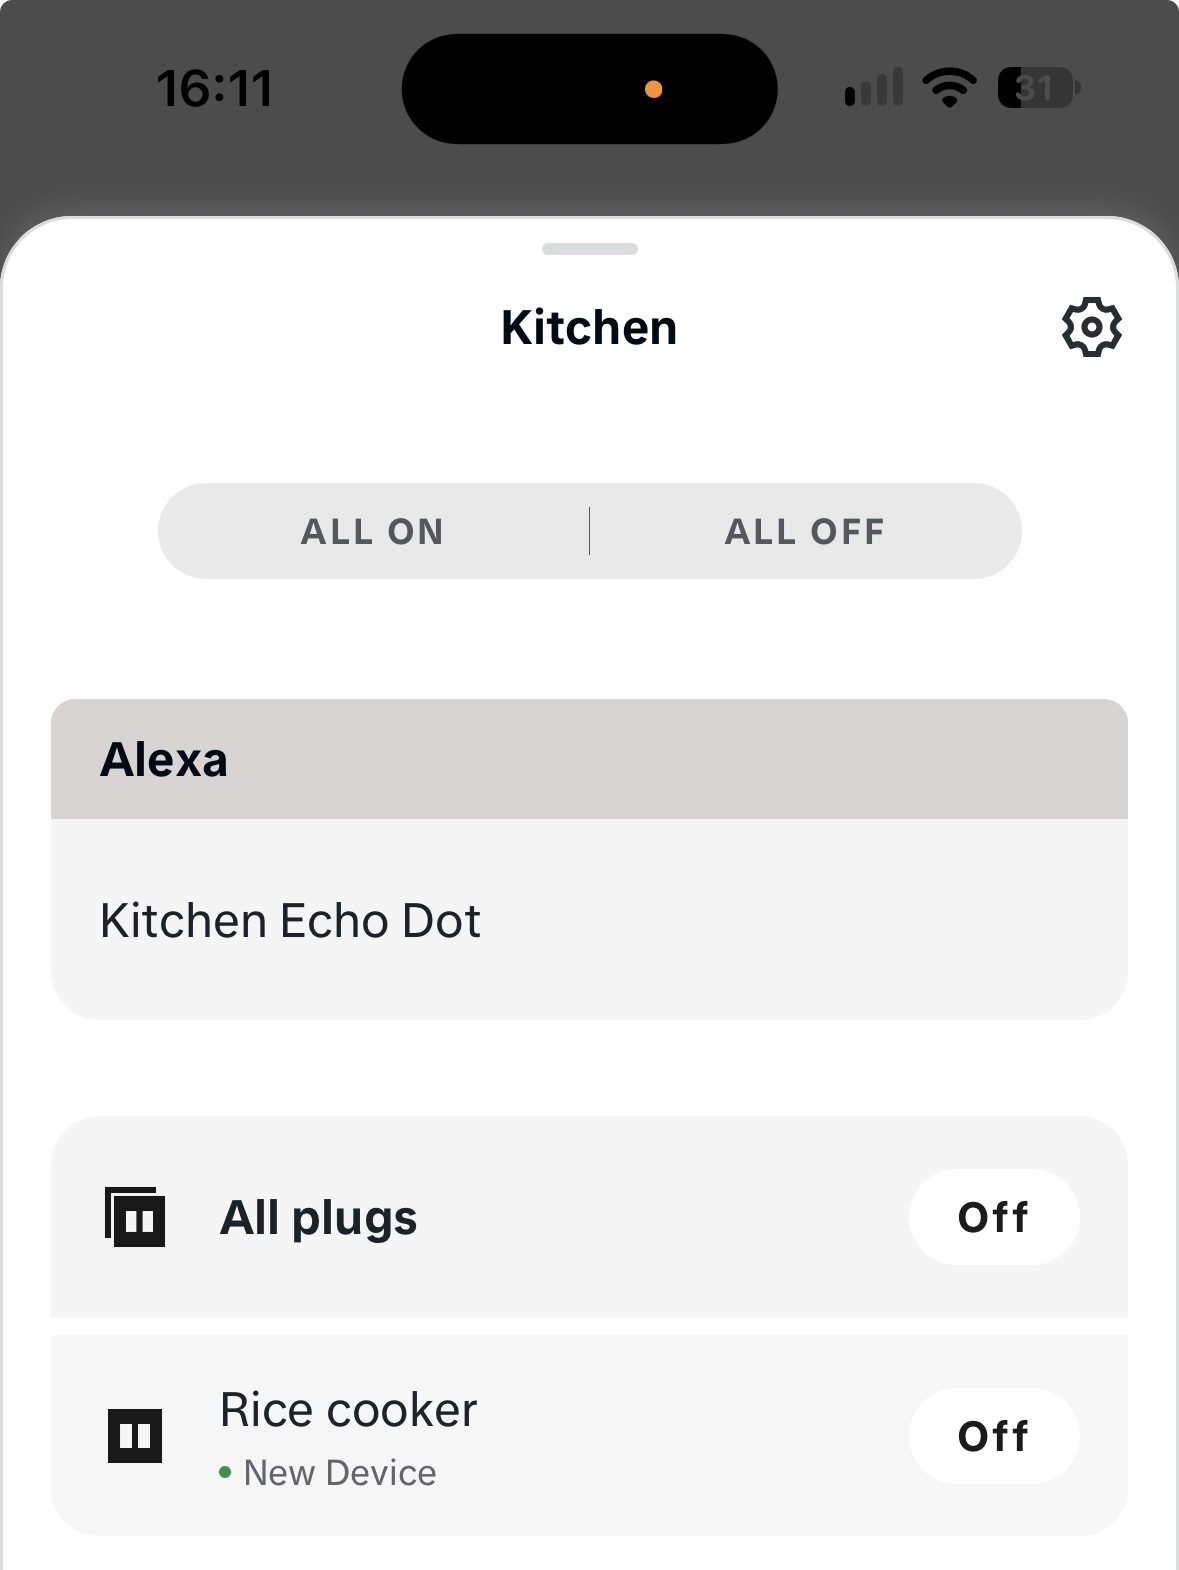 16:11
31
Kitchen
ALL ON
ALL OFF
Alexa
Kitchen Echo Dot
All plugs
Off
Rice cooker
New Device
Off